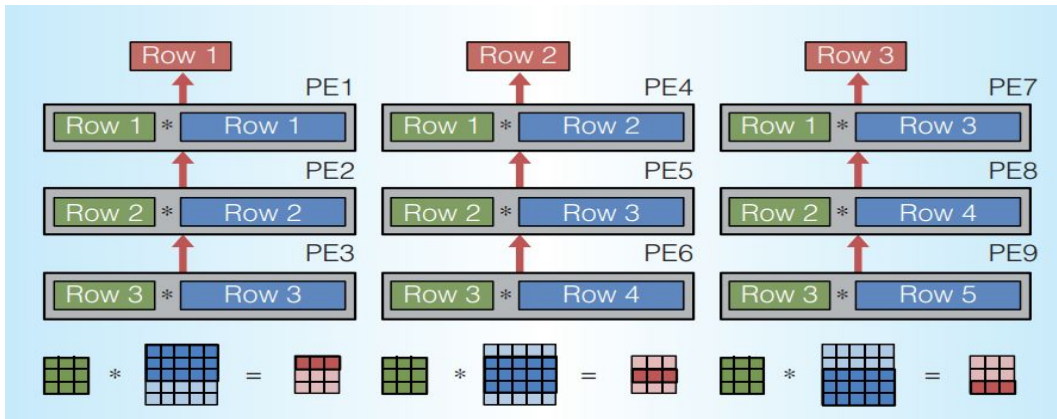 Row 1 Row 2 Row 3
PE1 PE4 PE7
Row 1 * Row 1 Row 1 * Row 2 Row 1 * Row 3
PE2 PE5 PE8
Row 2 * Row 2 Row 2 * Row 3 Row 2 * Row 4
PE3 PE6 PE9
Row 3 * Row 3 Row 3 * Row 4 Row 3 * Row 5
* = * = * =